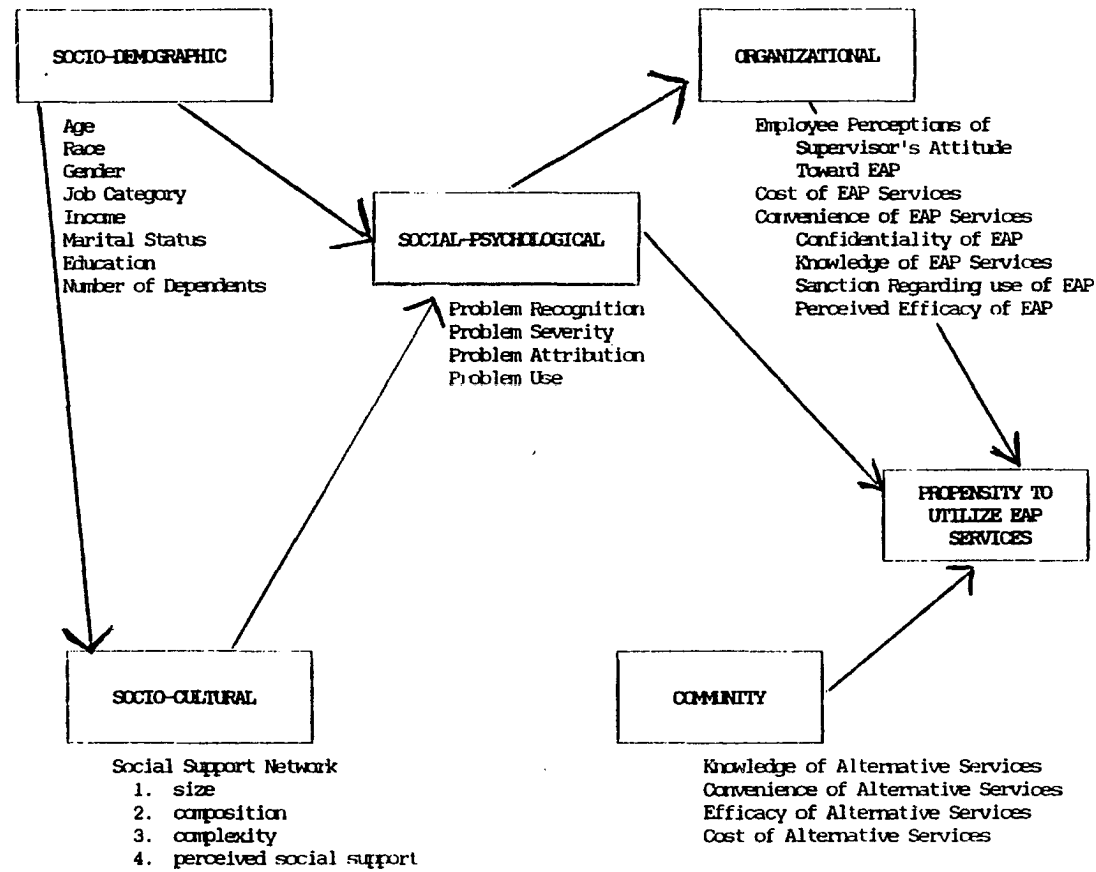 SOCIO-DEMOGRAPHIC
Age
Race
Gender
Job Category
Income
Marital Status
Education
Number of Dependents
ORGANIZATIONAL
Employee Perceptions of
Supervisor's Attitude
Toward EAP
Cost of EAP Services
Convenience of EAP Services
Confidentiality of EAP
Knowledge of EAP Services
Sanction Regarding use of EAP
Perceived Efficacy of EAP
SOCIAL-PSYCHOLOGICAL
Problem Recognition
Problem Severity
Problem Attribution
Problem Use
PROPENSITY TO
UTILIZE EAP
SERVICES
SOCIO-CULTURAL
Social Support Network
1. size
2. composition
3. complexity
4. perceived social support
COMMUNITY
Knowledge of Alternative Services
Convenience of Alternative Services
Efficacy of Alternative Services
Cost of Alternative Services